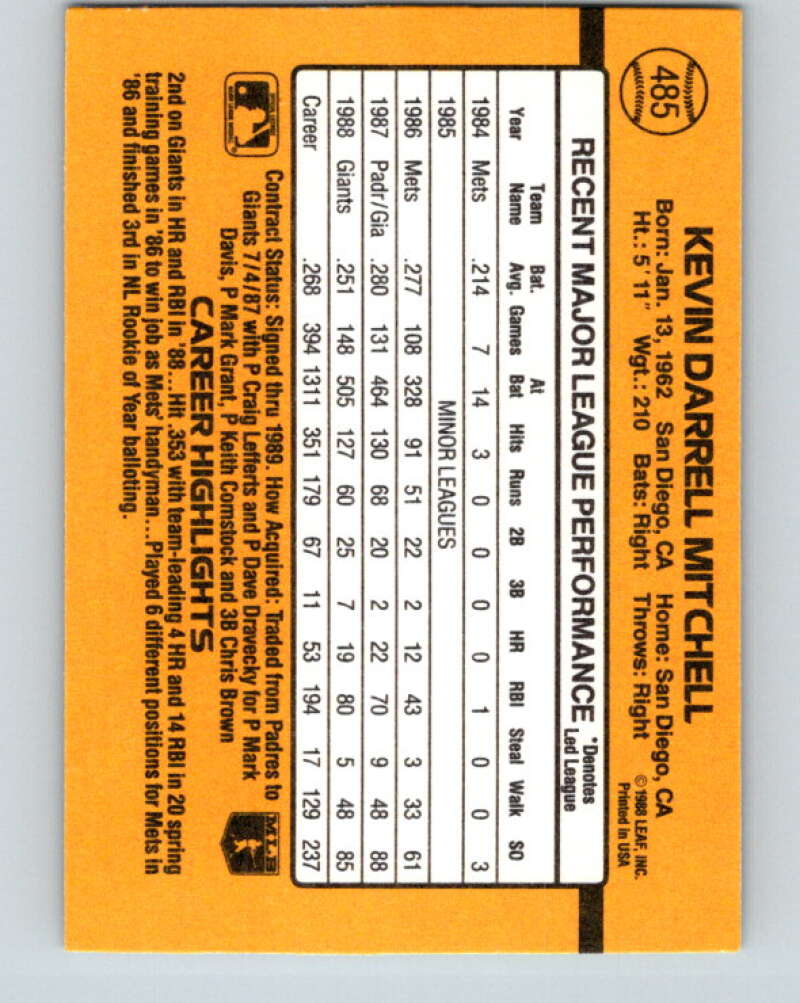 485
KEVIN DARRELL MITCHELL
Born: Jan. 13, 1962 San Diego, CA Home: San Diego, CA
Ht.: 5'11" Wgt.: 210 Bats: Right Throws: Right
© 1988 LEAF, INC.
Printed in USA
RECENT MAJOR LEAGUE PERFORMANCE *Denotes
Led League
Year Team Name Bat. Avg. Games At Bat Hits Runs 2B 3B HR RBI Steal Walk SO
1984 Mets .214 7 14 3 0 0 0 0 1 0 0 3
1985 MINOR LEAGUES
1986 Mets .277 108 328 91 51 22 2 12 43 3 33 61
1987 Padr/Gia .280 131 464 130 68 20 2 22 70 9 48 88
1988 Giants .251 148 505 127 60 25 7 19 80 5 48 85
Career .268 394 1311 351 179 67 11 53 194 17 129 237
Contract Status: Signed thru 1989. How Acquired: Traded from Padres to
Giants 7/4/87 with P Craig Lefferts and P Dave Dravecky for P Mark
Davis, P Mark Grant, P Keith Comstock and 3B Chris Brown
MLB
CAREER HIGHLIGHTS
2nd on Giants in HR and RBI in '88...Hit .353 with team-leading 4 HR and 14 RBI in 20 spring
training games in '86 to win job as Mets' handyman...Played 6 different positions for Mets in
'86 and finished 3rd in NL Rookie of Year balloting.